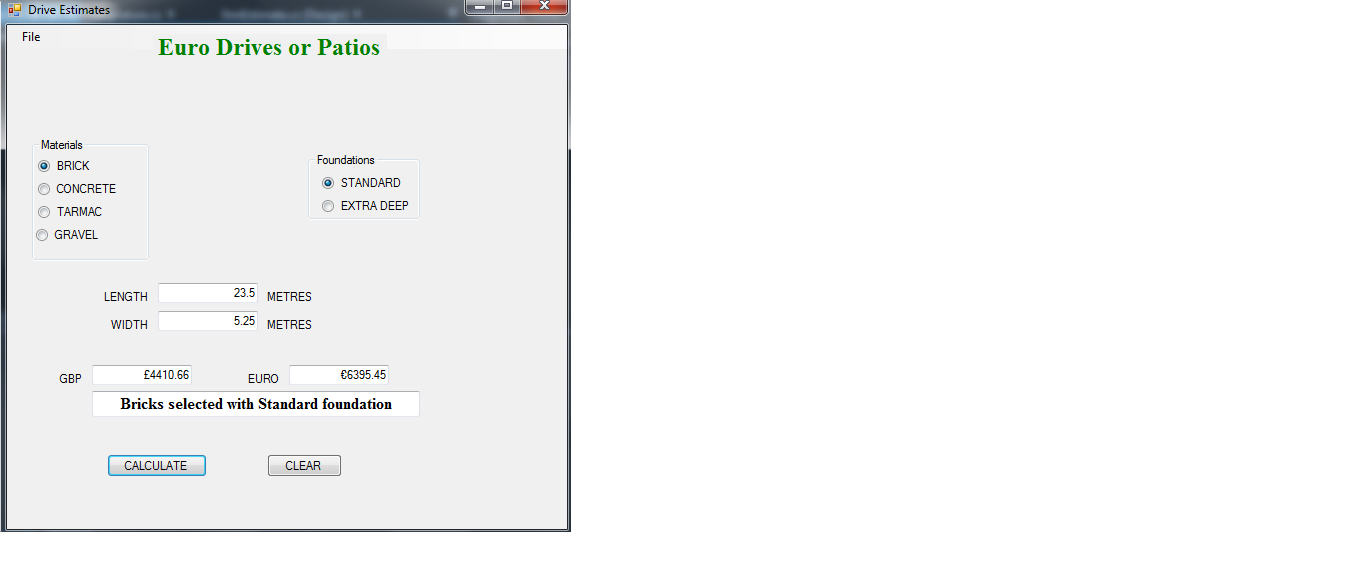 Drive Estimates
File
Euro Drives or Patios
Materials
BRICK
CONCRETE
TARMAC
GRAVEL
Foundations
STANDARD
EXTRA DEEP
LENGTH 23.5 METRES
WIDTH 5.25 METRES
GBP £4410.66 EURO €6395.45
Bricks selected with Standard foundation
CALCULATE CLEAR